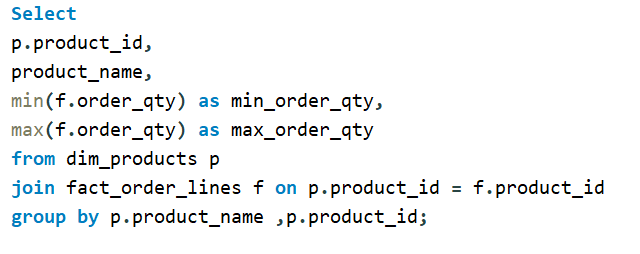 Select
p.product_id,
product_name,
min(f.order_qty) as min_order_qty,
max(f.order_qty) as max_order_qty
from dim_products p
join fact_order_lines f on p.product_id = f.product_id
group by p.product_name ,p.product_id;